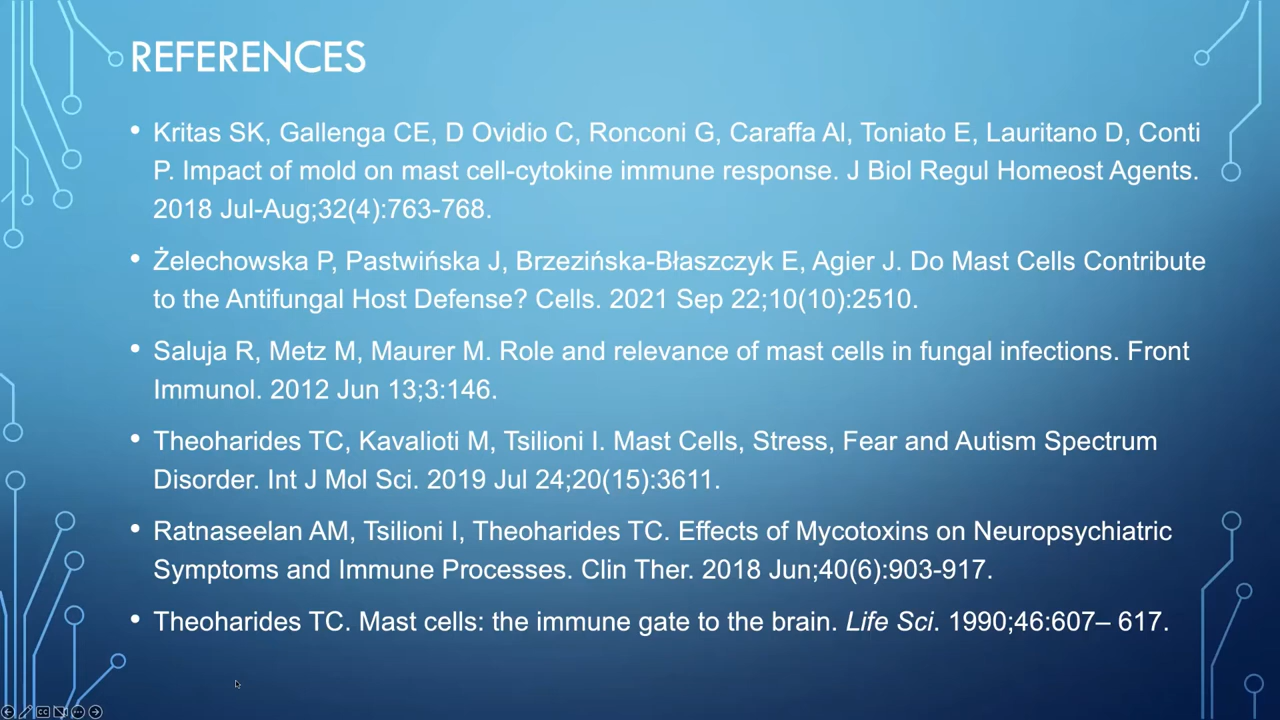 REFERENCES
• Kritas SK, Gallenga CE, D Ovidio C, Ronconi G, Caraffa Al, Toniato E, Lauritano D, Conti
P. Impact of mold on mast cell-cytokine immune response. J Biol Regul Homeost Agents.
2018 Jul-Aug;32(4):763-768.
• Żelechowska P, Pastwińska J, Brzezińska-Błaszczyk E, Agier J. Do Mast Cells Contribute
to the Antifungal Host Defense? Cells. 2021 Sep 22;10(10):2510.
• Saluja R, Metz M, Maurer M. Role and relevance of mast cells in fungal infections. Front
Immunol. 2012 Jun 13;3:146.
• Theoharides TC, Kavalioti M, Tsilioni I. Mast Cells, Stress, Fear and Autism Spectrum
Disorder. Int J Mol Sci. 2019 Jul 24;20(15):3611.
• Ratnaseelan AM, Tsilioni I, Theoharides TC. Effects of Mycotoxins on Neuropsychiatric
Symptoms and Immune Processes. Clin Ther. 2018 Jun;40(6):903-917.
• Theoharides TC. Mast cells: the immune gate to the brain. Life Sci. 1990;46:607– 617.